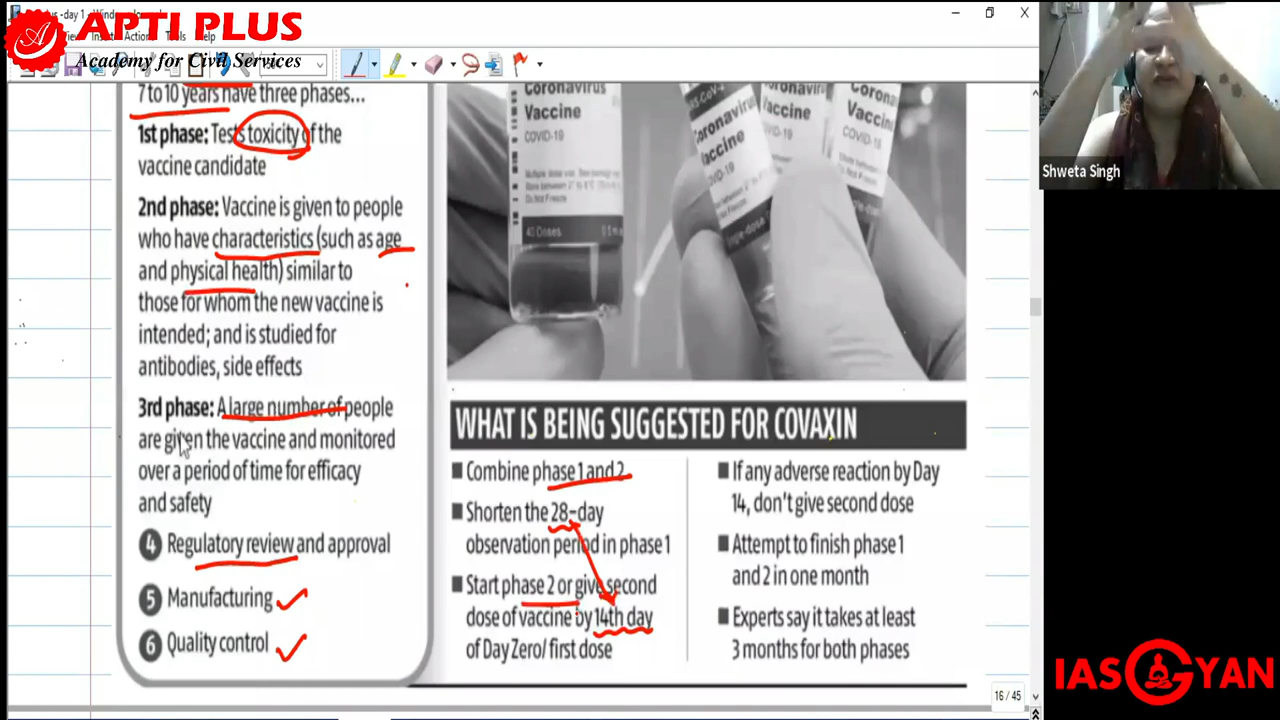 APTI PLUS
Academy for Civil Services
Tools
7 to 10 years have three phases...
1st phase: Tests toxicity of the
vaccine candidate
2nd phase: Vaccine is given to people
who have characteristics (such as age
and physical health) similar to
those for whom the new vaccine is
intended; and is studied for
antibodies, side effects
3rd phase: A large number of people
are given the vaccine and monitored
over a period of time for efficacy
and safety
4 Regulatory review and approval
5 Manufacturing
6 Quality control
Coronavirus
Vaccine
COVID-19
Do Not Freeze
40 Doses
Coronavirus
Vaccine
Vaccine
COVID-19
Vaccine
WHAT IS BEING SUGGESTED FOR COVAXIN
Combine phase 1 and 2
Shorten the 28-day
observation period in phase 1
Start phase 2 or give second
dose of vaccine by 14th day
of Day Zero/ first dose
If any adverse reaction by Day
14, don't give second dose
Attempt to finish phase 1
and 2 in one month
Experts say it takes at least
3 months for both phases
16 / 45
Shweta Singh
IAS GYAN